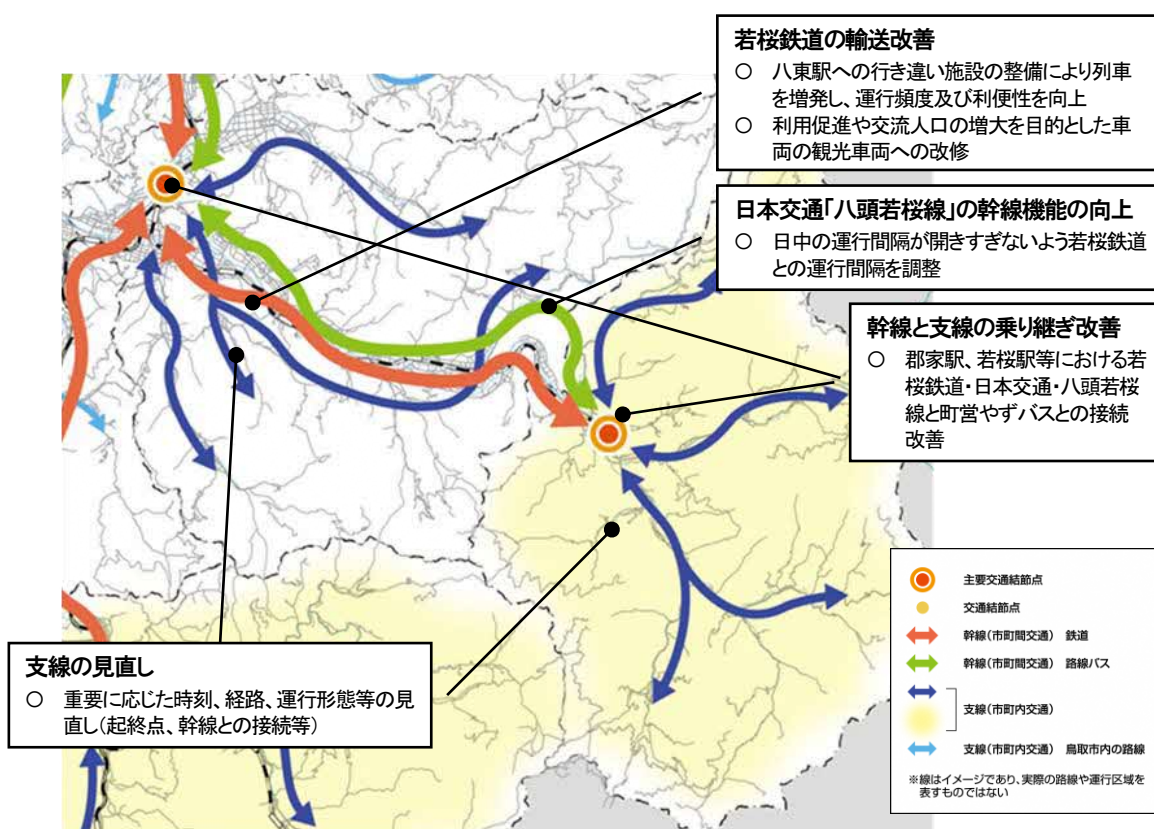 若桜鉄道の輸送改善
○ 八東駅への行き違い施設の整備により列車
を増発し、運行頻度及び利便性を向上
○ 利用促進や交流人口の増大を目的とした車
両の観光車両への改修
日本交通「八頭若桜線」の幹線機能の向上
○ 日中の運行間隔が開きすぎないよう若桜鉄道
との運行間隔を調整
幹線と支線の乗り継ぎ改善
○ 郡家駅、若桜駅等における若
桜鉄道・日本交通・八頭若桜
線と町営やずバスとの接続
改善
支線の見直し
○ 重要に応じた時刻、経路、運行形態等の見
直し(起終点、幹線との接続等)
主要交通結節点
交通結節点
幹線(市町間交通) 鉄道
幹線(市町間交通) 路線バス
支線(市町内交通)
支線(市町内交通) 鳥取市内の路線
※線はイメージであり、実際の路線や運行区域を
表すものではない